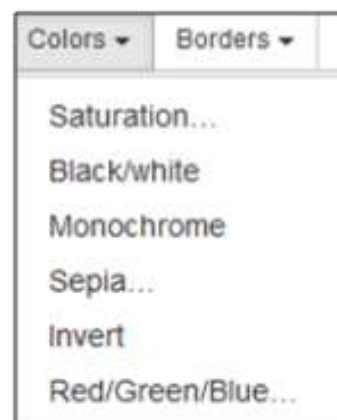 Colors Borders
Saturation...
Black/white
Monochrome
Sepia...
Invert
Red/Green/Blue...